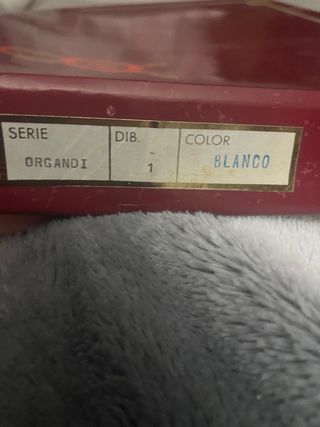 SERIE DIB. COLOR
ORGANDI 1 BLANCO